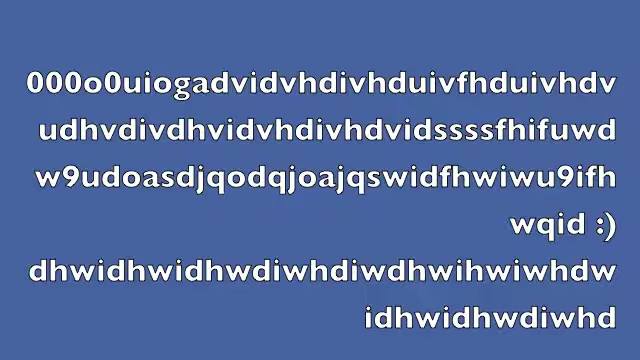 000o0uiogadvidvhdivhduivfhduivhdv
udhvdivdhvidvhdivhdvidssssfhifuwd
w9udoasdjqodqjoajqswidfhwiwu9ifh
wqid :)
dhwidhwidhwdiwhdiwdhwihwiwhdw
idhwidhwdiwhd